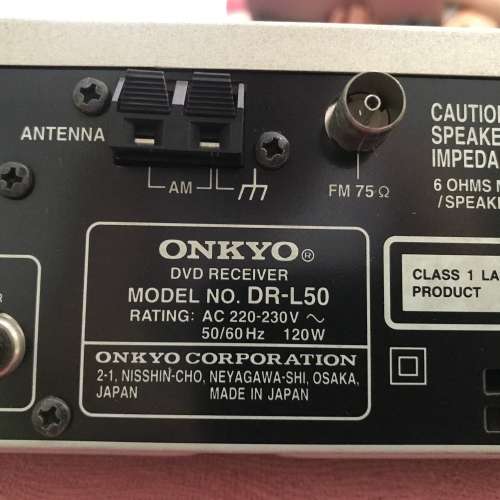 ANTENNA
AM
FM 75 Ω
CAUTION
SPEAKE
IMPEDA
6 OHMS M
/SPEAKE
ONKYO®
DVD RECEIVER
MODEL NO. DR-L50
RATING: AC 220-230V ～
50/60Hz 120W
ONKYO CORPORATION
2-1, NISSHIN-CHO, NEYAGAWA-SHI, OSAKA,
JAPAN MADE IN JAPAN
CLASS 1 LA
PRODUCT